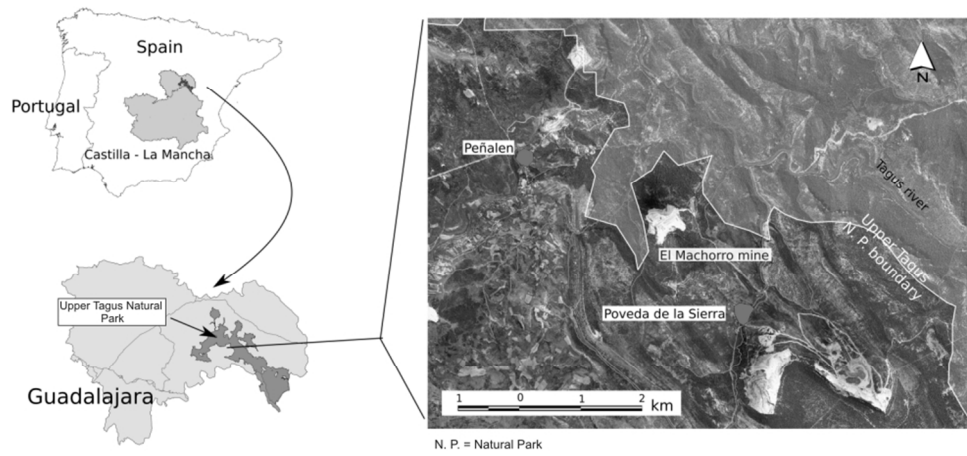 Spain
Portugal
Castilla - La Mancha
Upper Tagus Natural
Park
Guadalajara
N
Peñalen
Tagus river
Upper Tagus
N. P. boundary
El Machorro mine
Poveda de la Sierra
1 0 1 2
km
N. P. = Natural Park